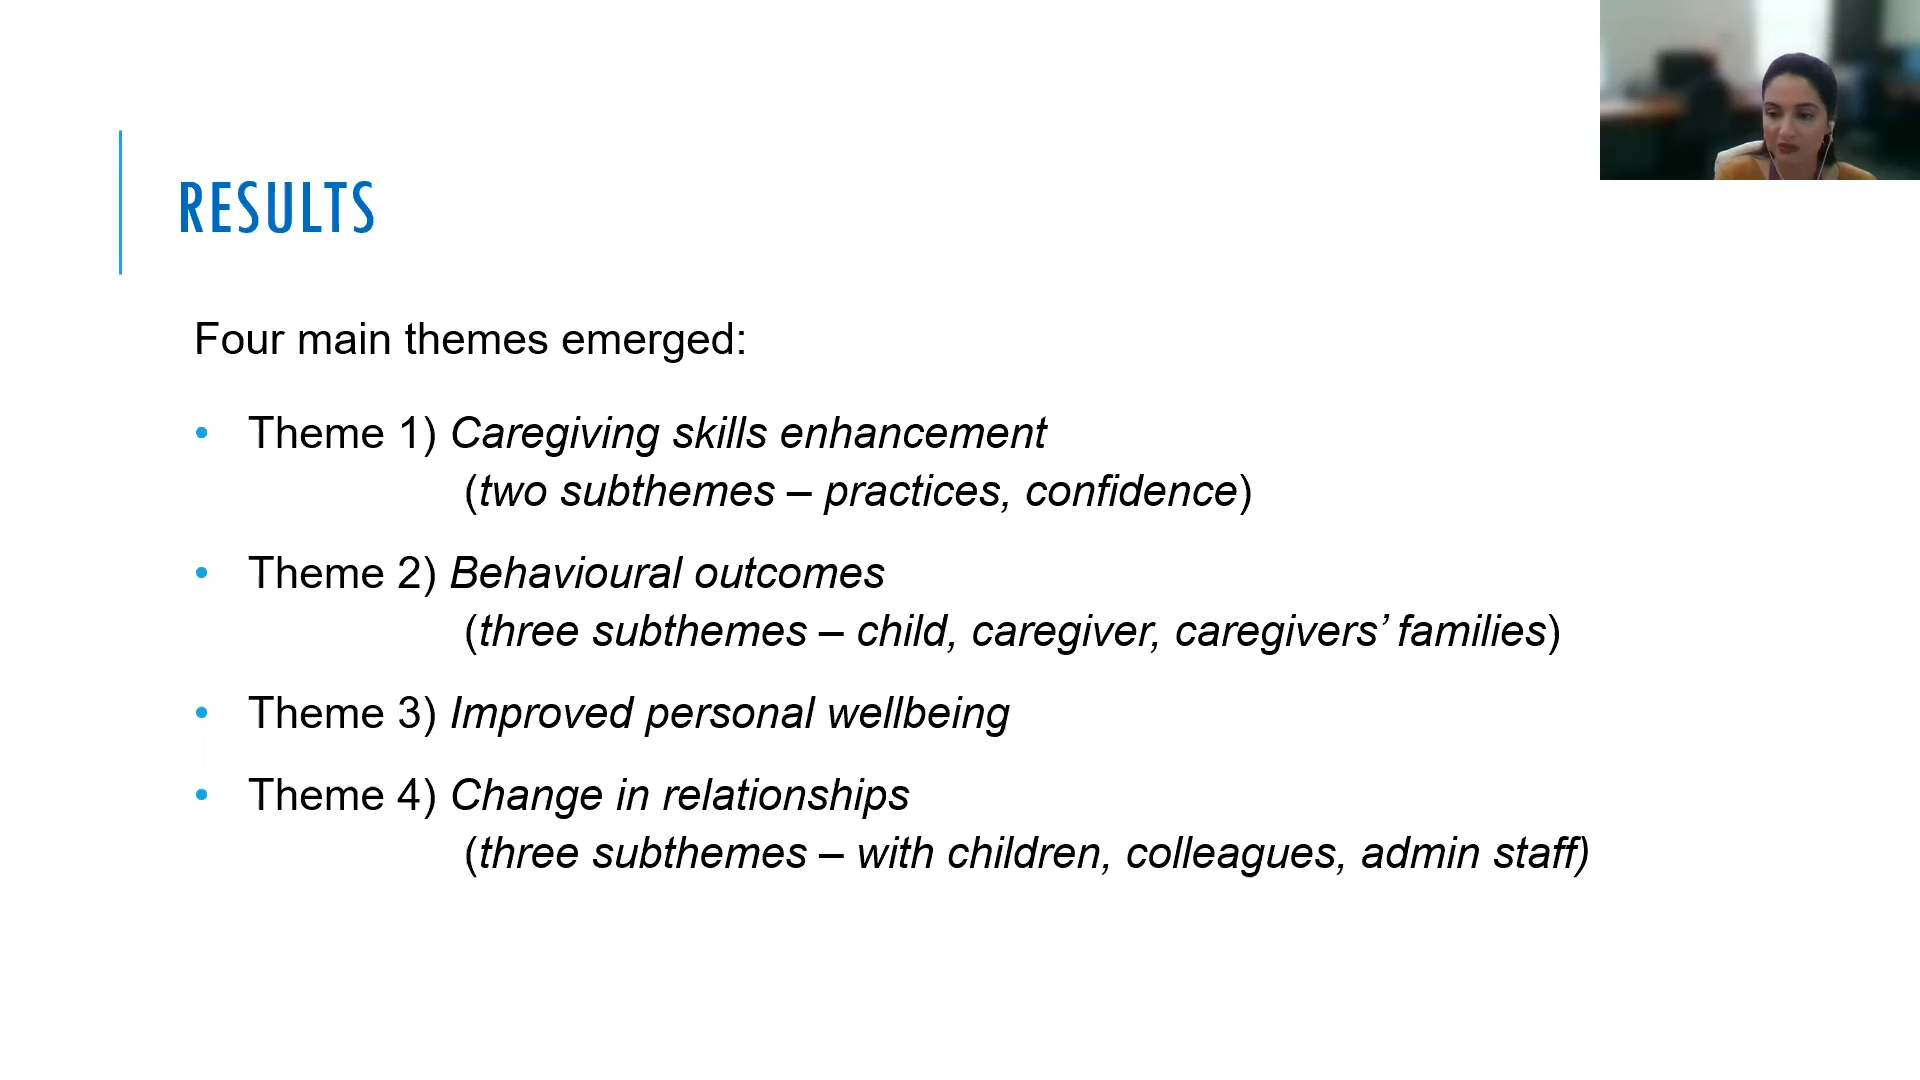 RESULTS
Four main themes emerged:
• Theme 1) Caregiving skills enhancement
(two subthemes – practices, confidence)
• Theme 2) Behavioural outcomes
(three subthemes – child, caregiver, caregivers’ families)
• Theme 3) Improved personal wellbeing
• Theme 4) Change in relationships
(three subthemes – with children, colleagues, admin staff)